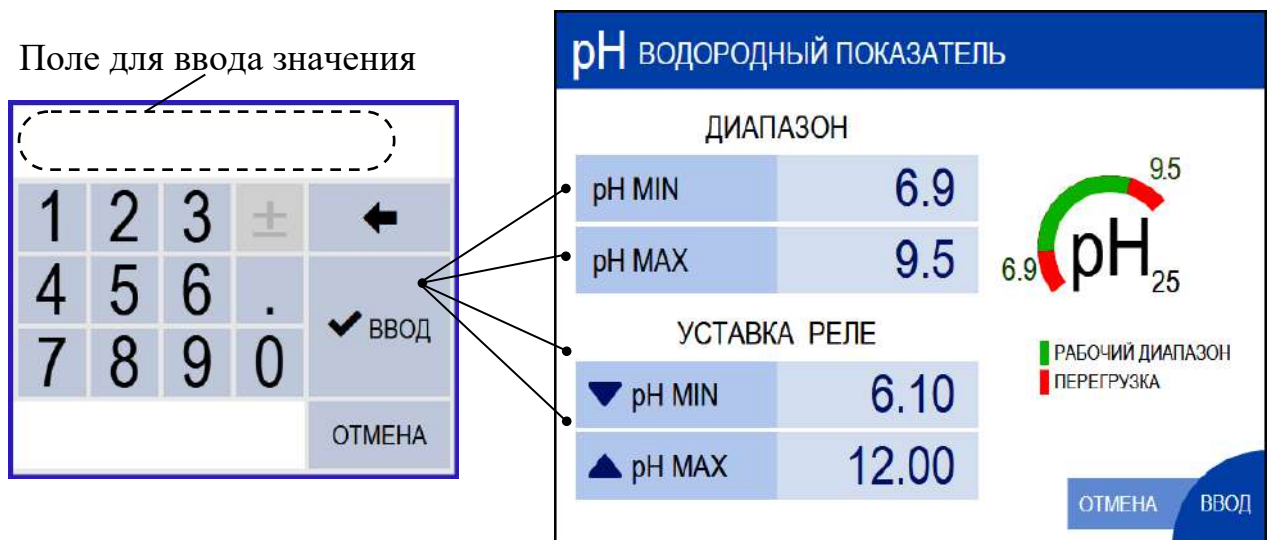 Поле для ввода значения
1 2 3 ±
4 5 6 .
ВВОД
7 8 9 0
ОТМЕНА
pH ВОДОРОДНЫЙ ПОКАЗАТЕЛЬ
ДИАПАЗОН
pH MIN 6.9
pH MAX 9.5
УСТАВКА РЕЛЕ
pH MIN 6.10
pH MAX 12.00
9.5
6.9
pH25
РАБОЧИЙ ДИАПАЗОН
ПЕРЕГРУЗКА
ОТМЕНА ВВОД